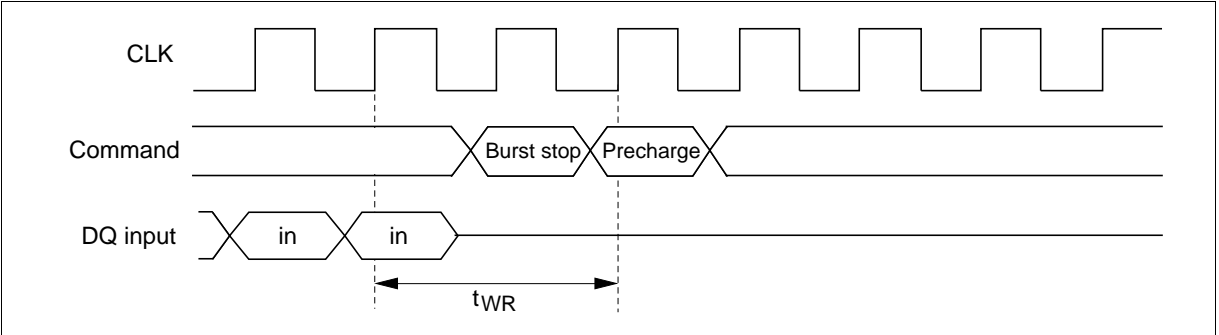 CLK
Command
Burst stop
Precharge
DQ input
in
in
tWR